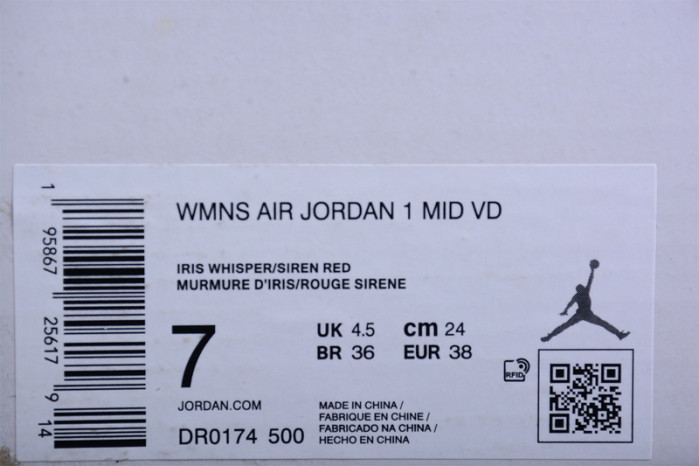 WMNS AIR JORDAN 1 MID VD
IRIS WHISPER/SIREN RED
MURMURE D'IRIS/ROUGE SIRENE
7
UK 4.5 cm 24
BR 36 EUR 38
RFID
JORDAN.COM
DR0174 500
MADE IN CHINA /
FABRIQUE EN CHINE /
FABRICADO NA CHINA /
HECHO EN CHINA
1 95867 25617 9 14